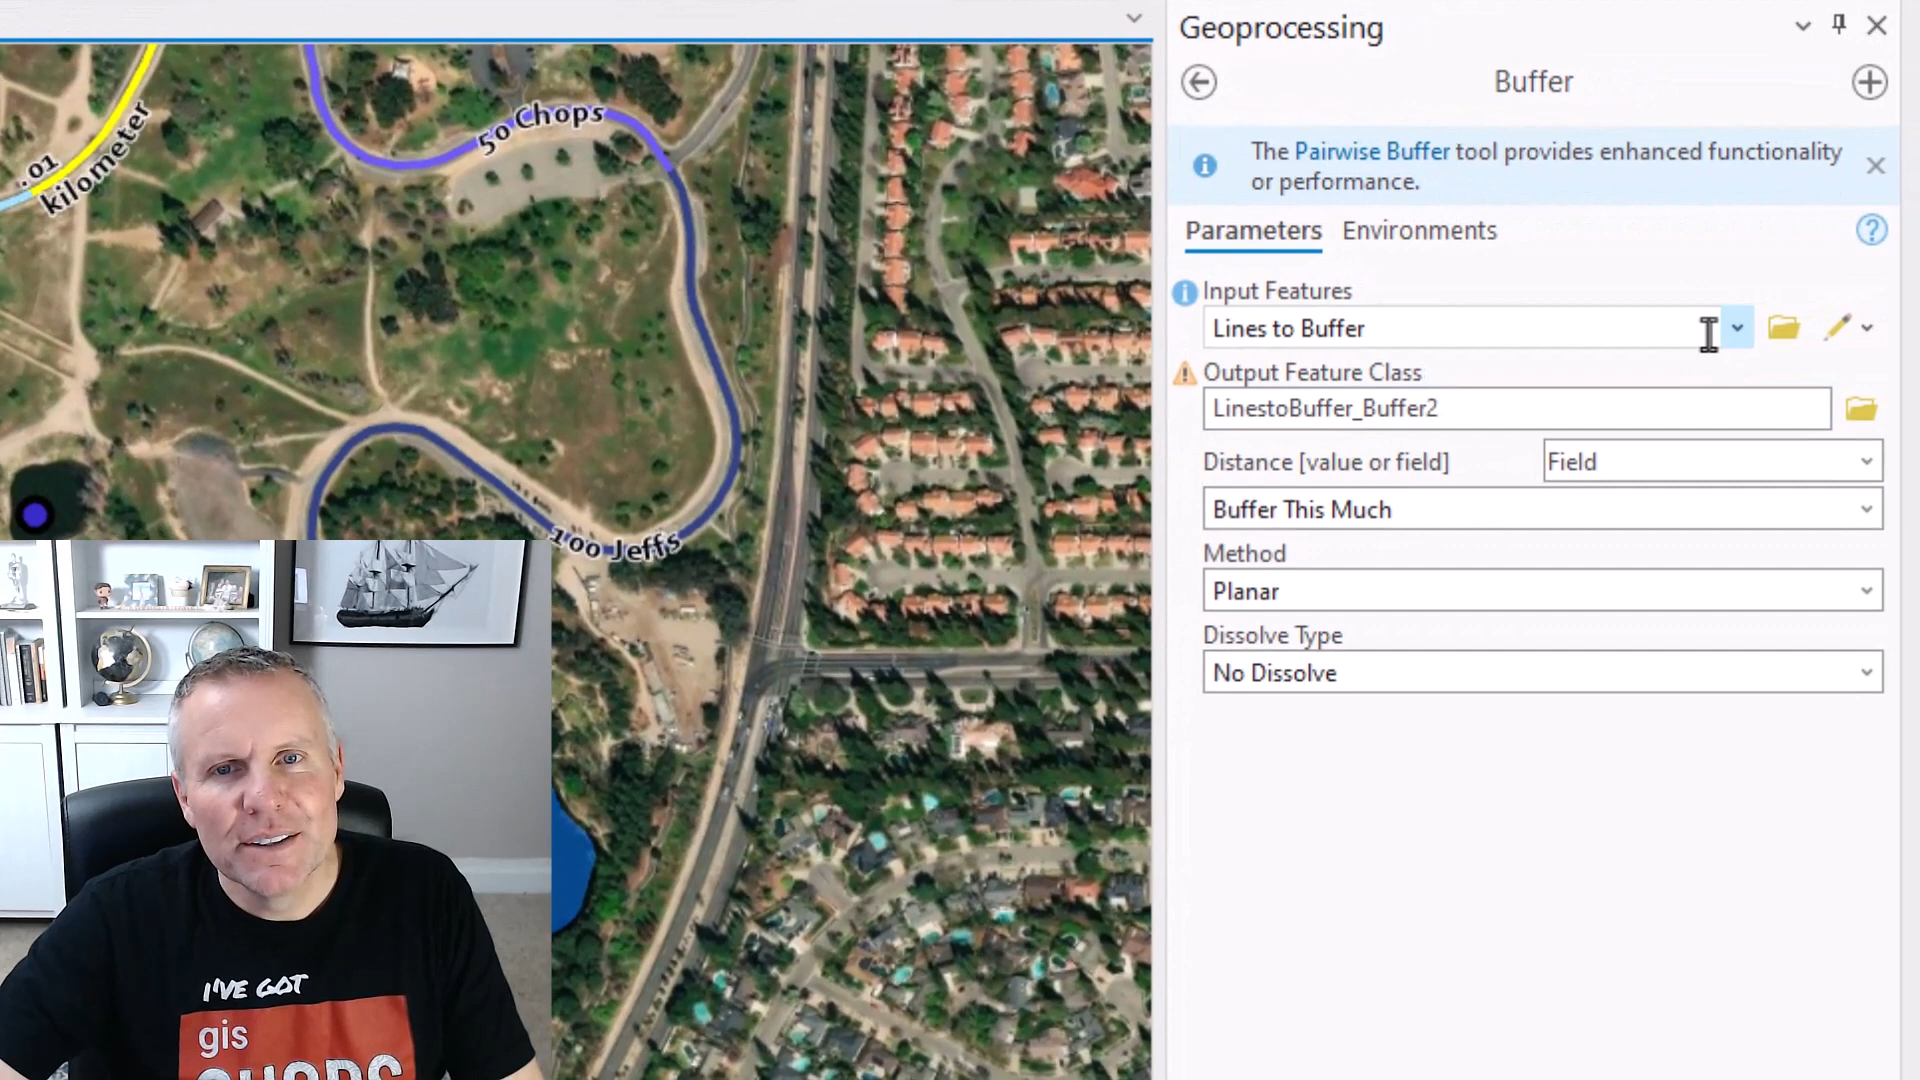 Geoprocessing
Buffer
The Pairwise Buffer tool provides enhanced functionality
or performance.
Parameters Environments
Input Features
Lines to Buffer
Output Feature Class
LinestoBuffer_Buffer2
Distance [value or field] Field
Buffer This Much
Method
Planar
Dissolve Type
No Dissolve
.01
kilometer
50 Chops
100 Jeffs
I'VE GOT
gis
CHOPS